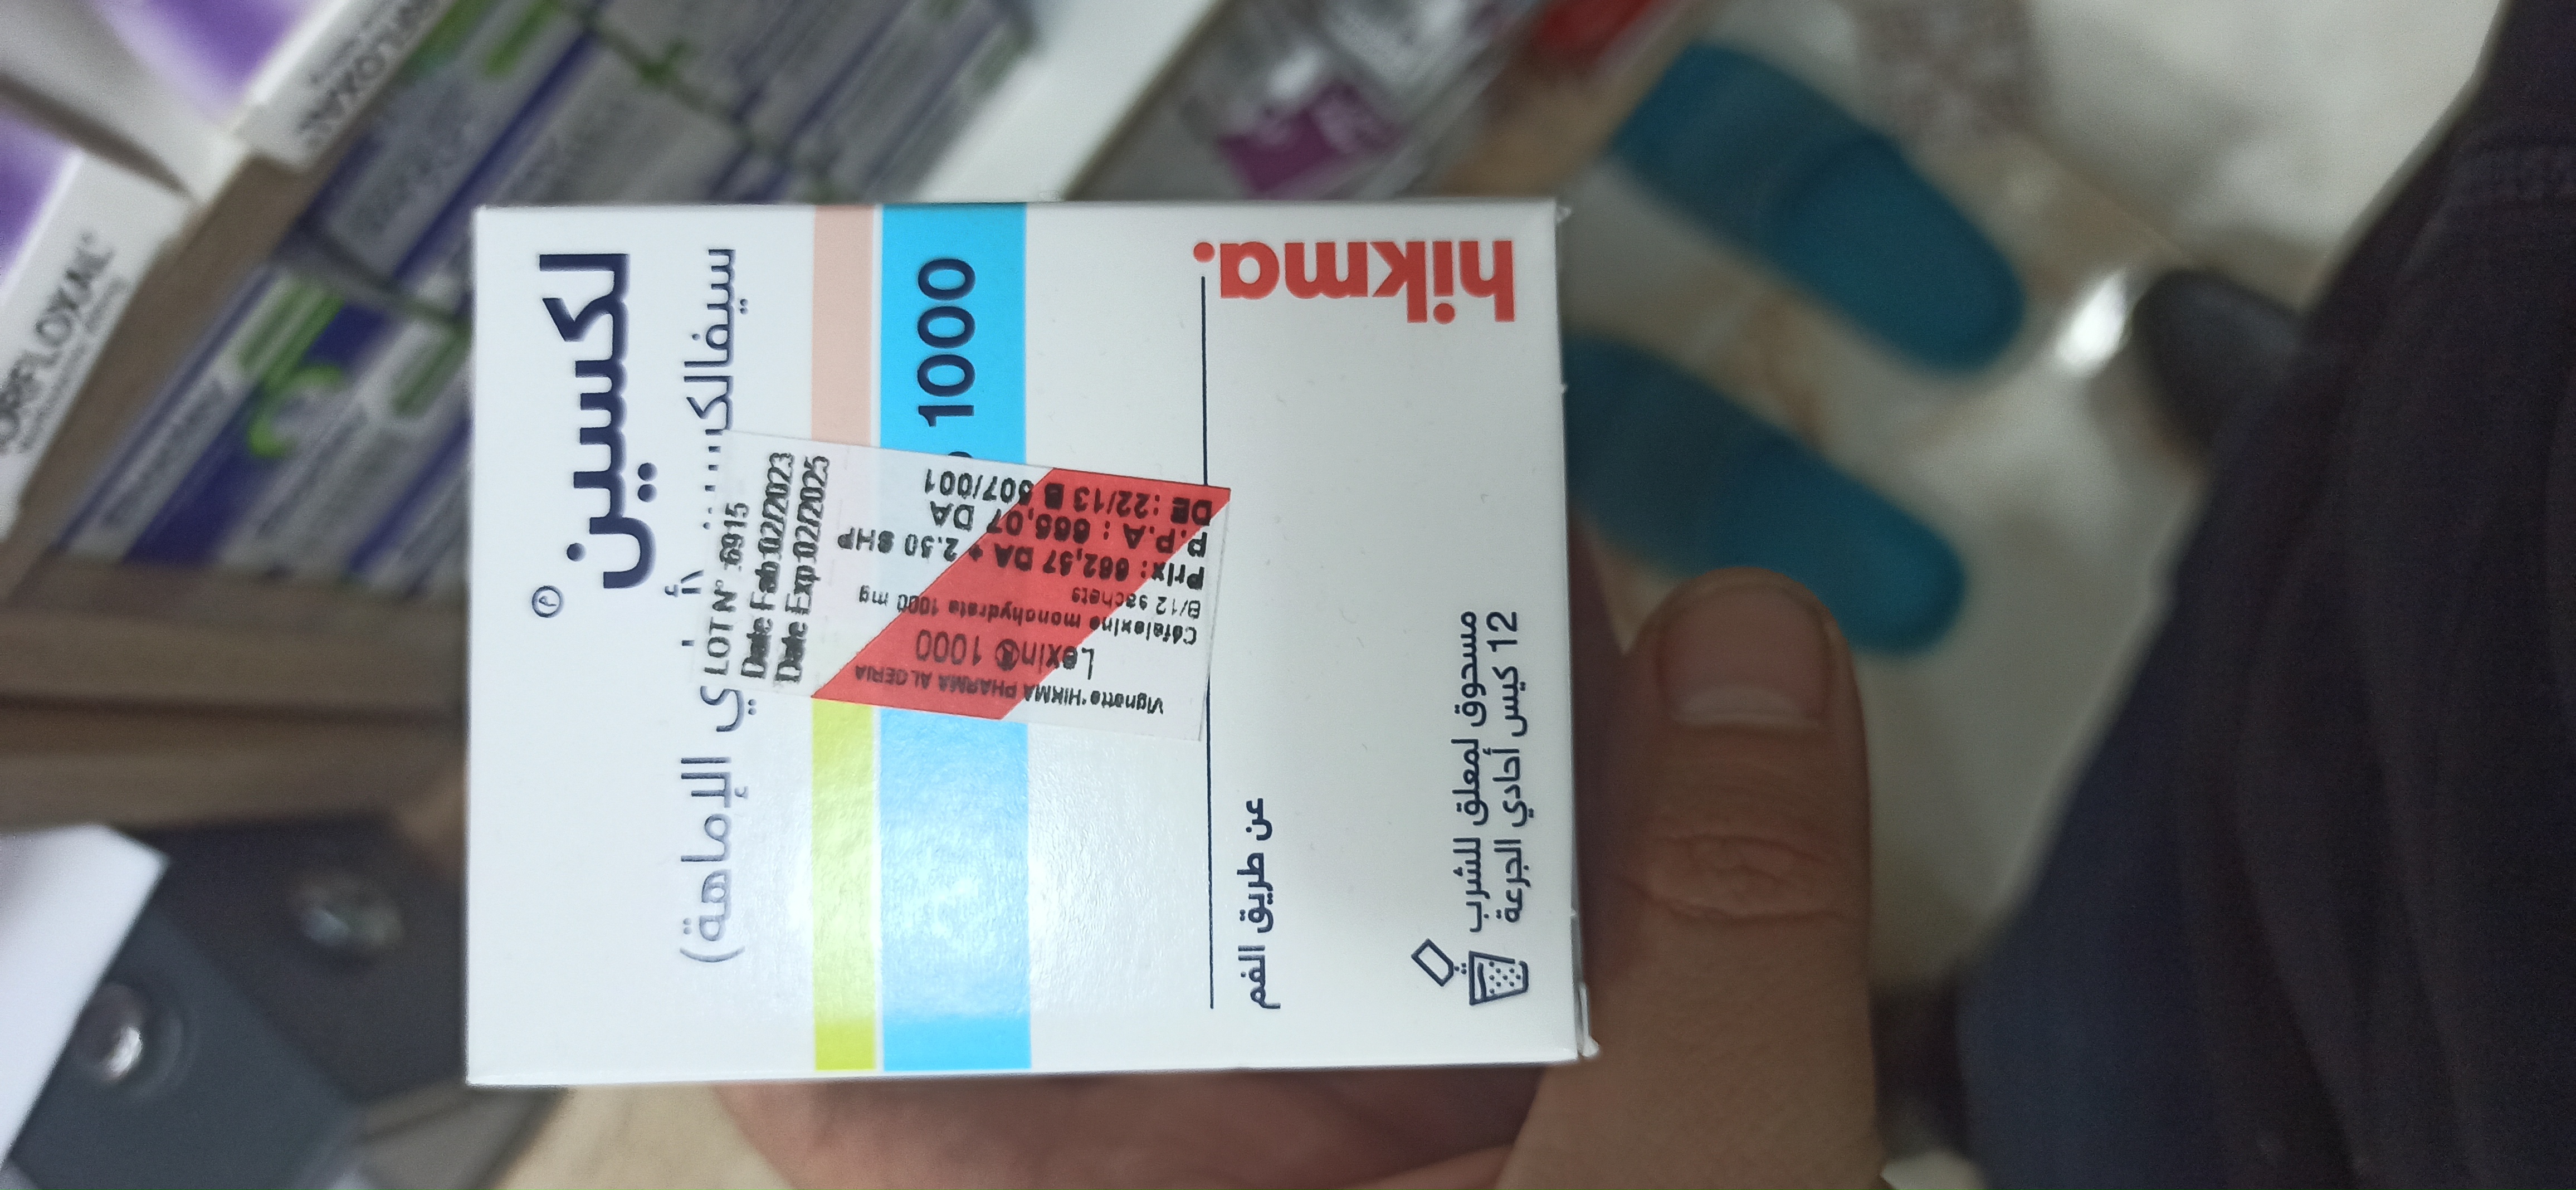 لكسين
سيفالكسين أحادي الإماهة)
1000
hikma.
عن طريق الفم
مسحوق لمعلق للشرب
12 كيس أحادي الجرعة
LOT N° :6915
Date Fab:02/2023
Date Exp:02/2025
Vignette "HIKMA PHARMA ALGERIA
Lexin® 1000
Céfalexine monohydrate 1000 mg
B/12 sachets
Prix: 662,57 DA + 2.50 SHP
P.P.A : 665,07 DA
DE :22/13 B 507/001